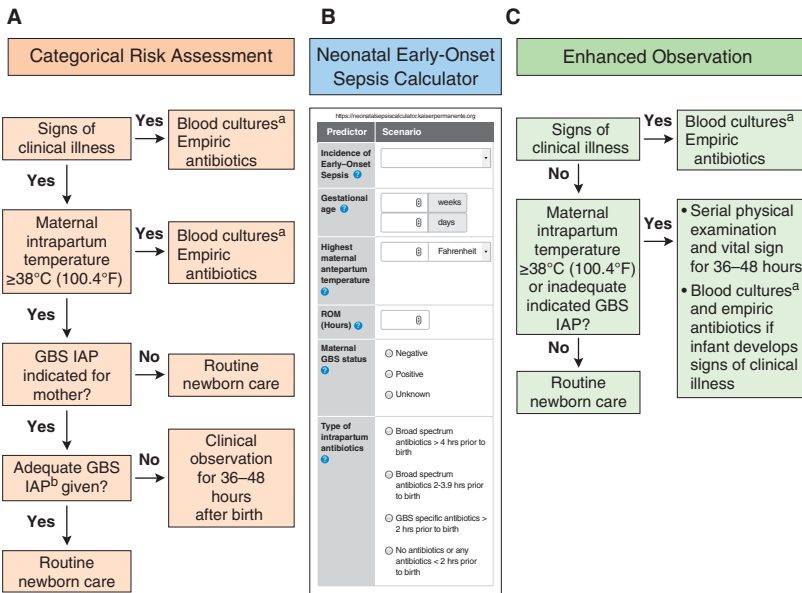 A
Categorical Risk Assessment
Signs of
clinical illness
Yes
Blood culturesa
Empiric
antibiotics
Yes
Maternal
intrapartum
temperature
≥38°C (100.4°F)
Yes
Blood culturesa
Empiric
antibiotics
Yes
GBS IAP
indicated for
mother?
No
Routine
newborn care
Yes
Adequate GBS
IAPb given?
No
Clinical
observation
for 36–48
hours
after birth
Yes
Routine
newborn care
B
Neonatal Early-Onset
Sepsis Calculator
https://neonatalsepsiscalculator.kaiserpermanente.org
Predictor Scenario
Incidence of
Early–Onset
Sepsis ?
Gestational
age ?
weeks
days
Highest
maternal
antepartum
temperature
?
Fahrenheit
ROM
(Hours) ?
Maternal
GBS status
?
Negative
Positive
Unknown
Type of
intrapartum
antibiotics
?
Broad spectrum
antibiotics > 4 hrs prior to
birth
Broad spectrum
antibiotics 2-3.9 hrs prior
to birth
GBS specific antibiotics >
2 hrs prior to birth
No antibiotics or any
antibiotics < 2 hrs prior
to birth
C
Enhanced Observation
Signs of
clinical illness
Yes
Blood culturesa
Empiric
antibiotics
No
Maternal
intrapartum
temperature
≥38°C (100.4°F)
or inadequate
indicated GBS
IAP?
Yes
• Serial physical
examination
and vital sign
for 36–48 hours
• Blood culturesa
and empiric
antibiotics if
infant develops
signs of clinical
illness
No
Routine
newborn care